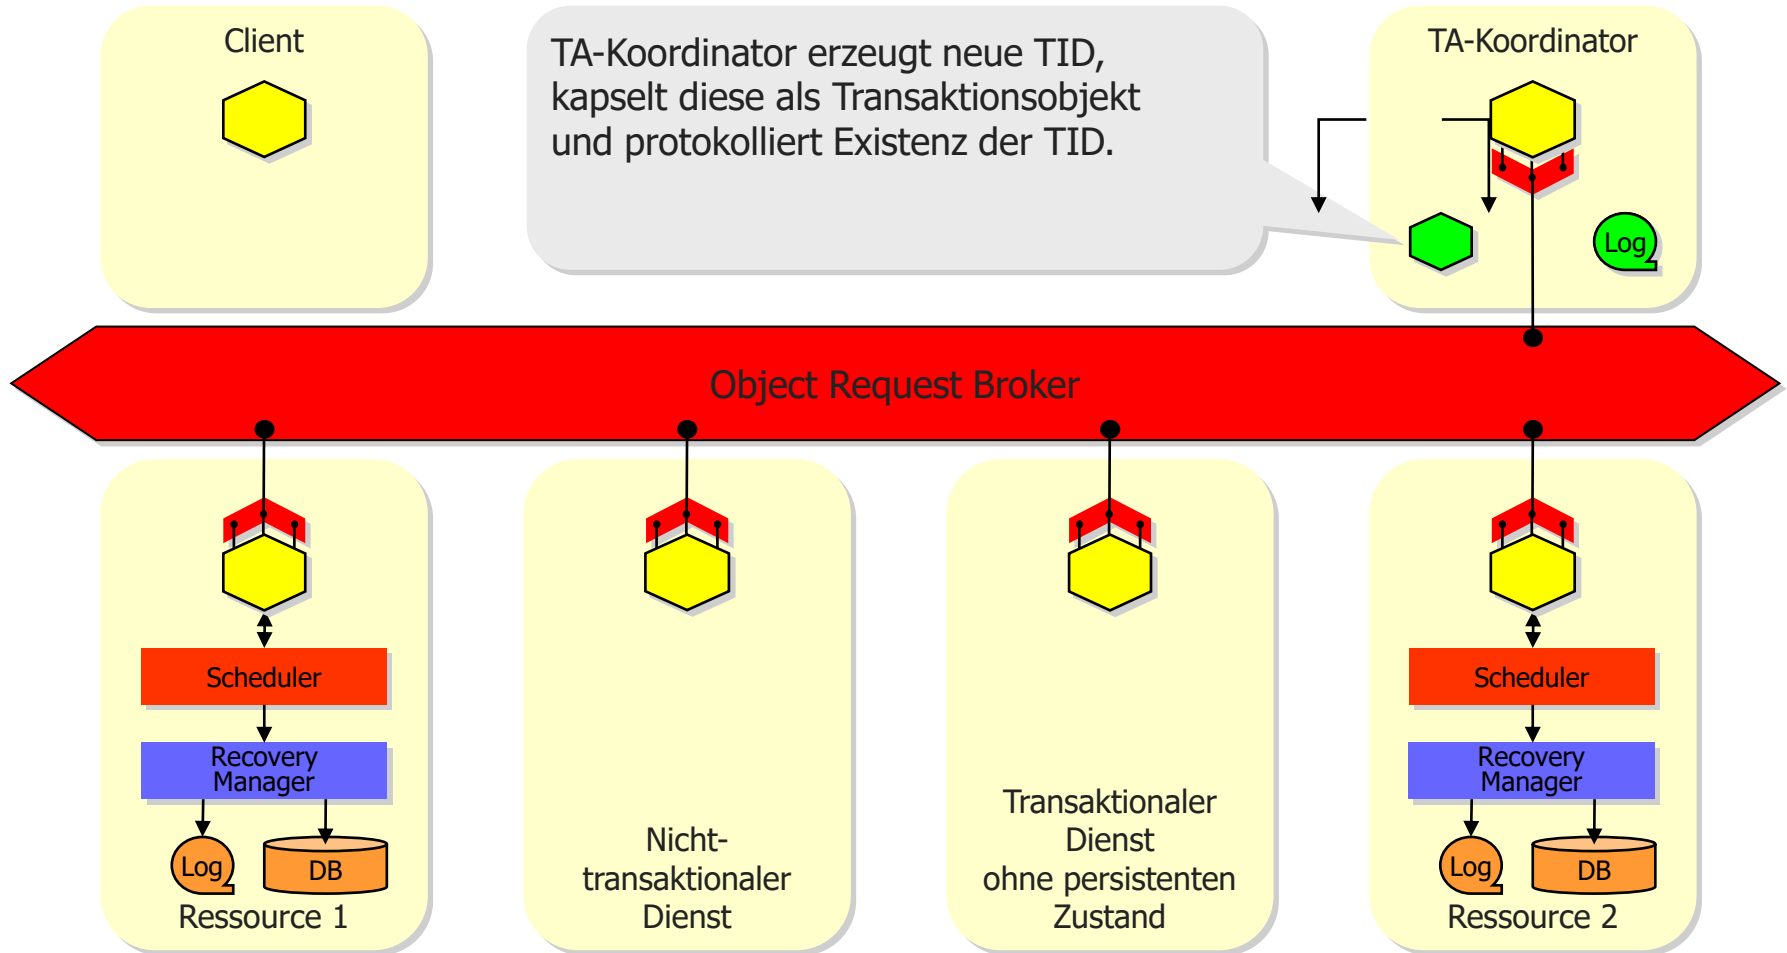 Client
TA-Koordinator erzeugt neue TID,
kapselt diese als Transaktionsobjekt
und protokolliert Existenz der TID.
TA-Koordinator
Log
Object Request Broker
Scheduler
Recovery
Manager
Log
DB
Ressource 1
Nicht-
transaktionaler
Dienst
Transaktionaler
Dienst
ohne persistenten
Zustand
Scheduler
Recovery
Manager
Log
DB
Ressource 2